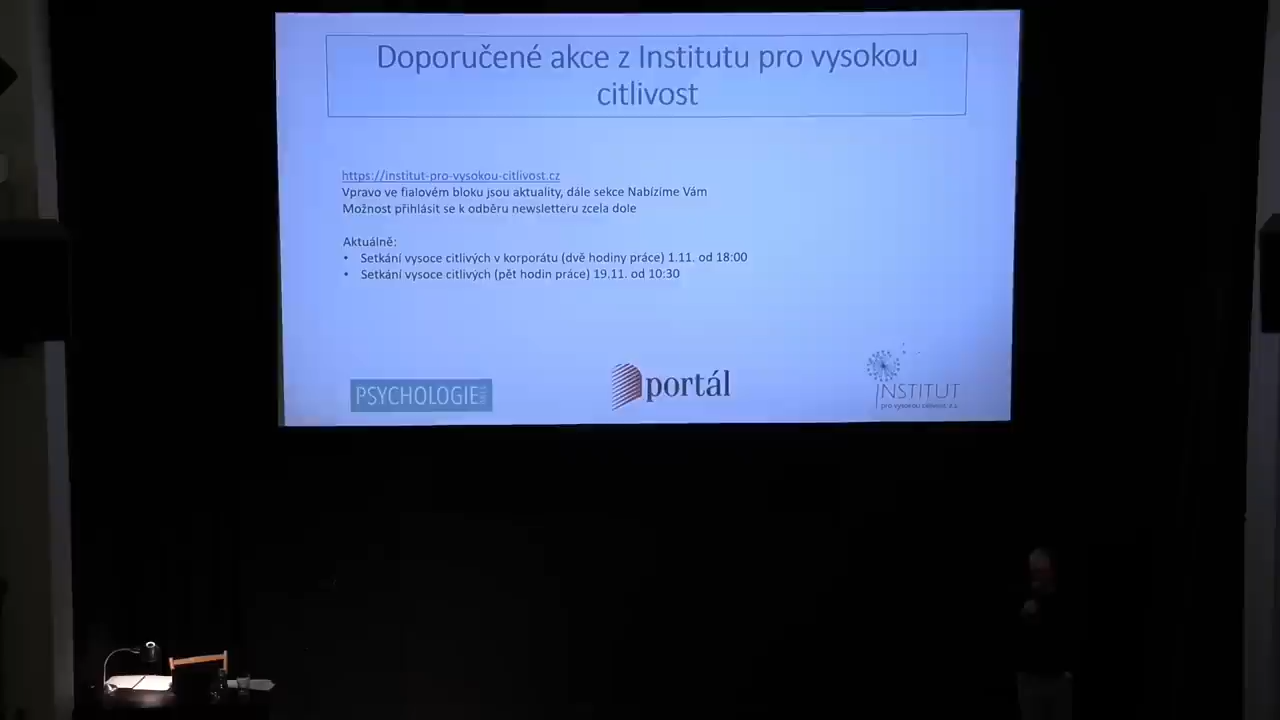 Doporučené akce z Institutu pro vysokou
citlivost
https://institut-pro-vysokou-citlivost.cz
Vpravo ve fialovém bloku jsou aktuality, dále sekce Nabízíme Vám
Možnost přihlásit se k odběru newsletteru zcela dole
Aktuálně:
• Setkání vysoce citlivých v korporátu (dvě hodiny práce) 1.11. od 18:00
• Setkání vysoce citlivých (pět hodin práce) 19.11. od 10:30
PSYCHOLOGIE
portál
INSTITUT
pro vysokou citlivost z.s.